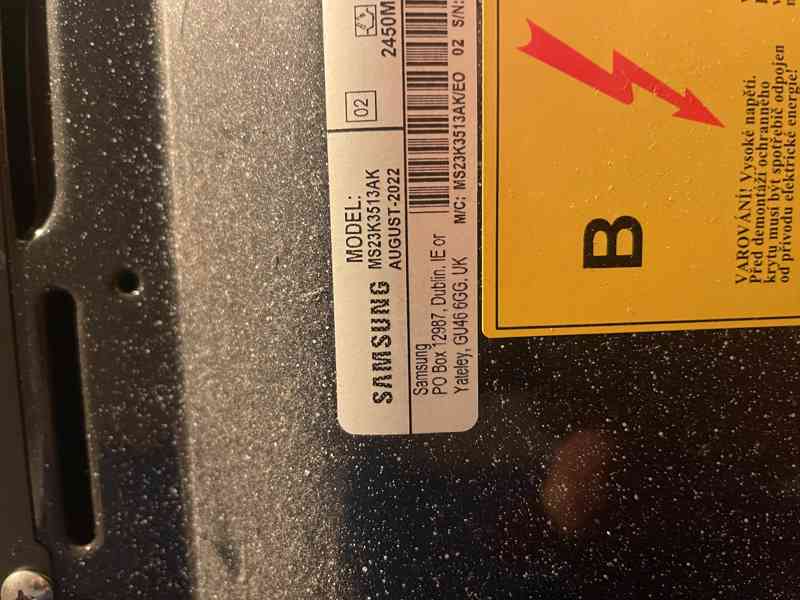 SAMSUNG
MODEL:
MS23K3513AK
AUGUST-2022
02
2450M
Samsung
PO Box 12987, Dublin. IE or
Yateley, GU46 6GG. UK
M/C: MS23K3513AK/EO 02 S/N:
B
VAROVÁNÍ! Vysoké napětí.
Před demontáží ochranného
krytu musí být spotřebič odpojen
od přívodu elektrické energie!